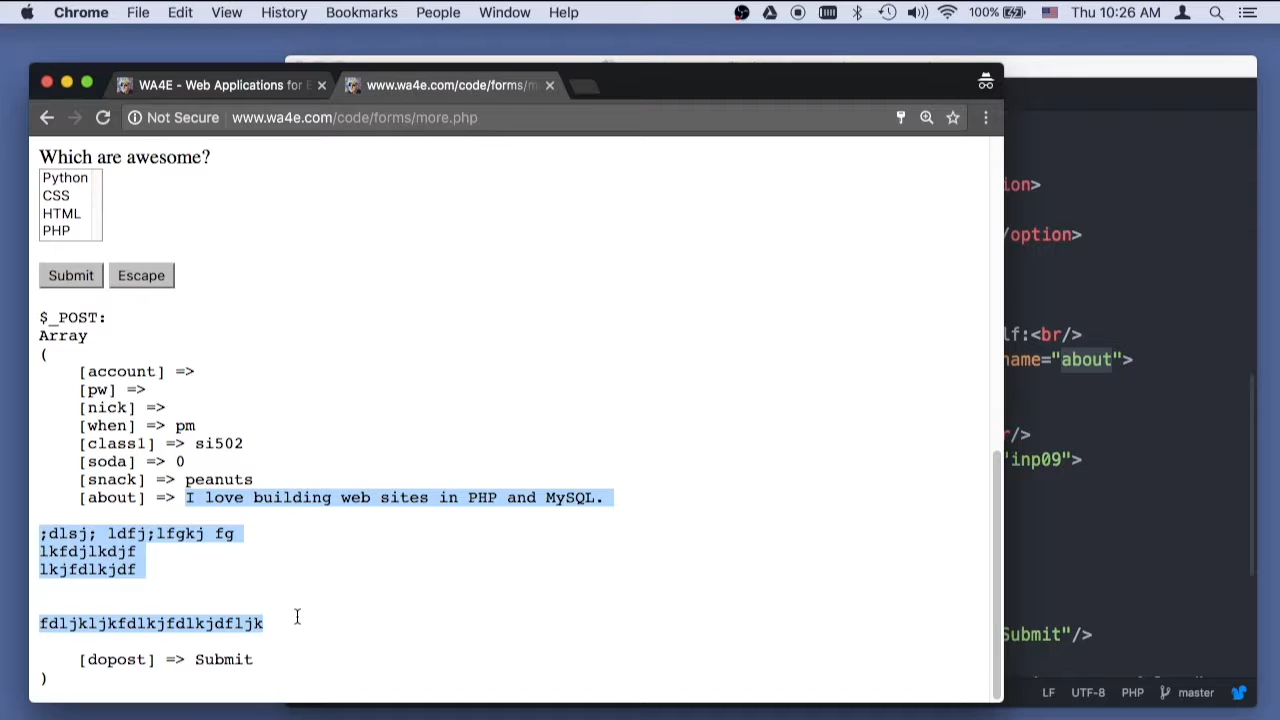 Chrome File Edit View History Bookmarks People Window Help 100% Thu 10:26 AM
WA4E - Web Applications for E
www.wa4e.com/code/forms/m
Not Secure www.wa4e.com/code/forms/more.php
Which are awesome?
Python
CSS
HTML
PHP
Submit Escape
$_POST:
Array
(
[account] =>
[pw] =>
[nick] =>
[when] => pm
[class1] => si502
[soda] => 0
[snack] => peanuts
[about] => I love building web sites in PHP and MySQL.
;dlsj; ldfj;lfgkj fg
lkfdjlkdjf
lkjfdlkjdf
fdljkljkfdlkjfdlkjdfljk
[dopost] => Submit
)
ion>
/option>
lf:<br/>
name="about">
r/>
"inp09">
Submit"/>
LF UTF-8 PHP master